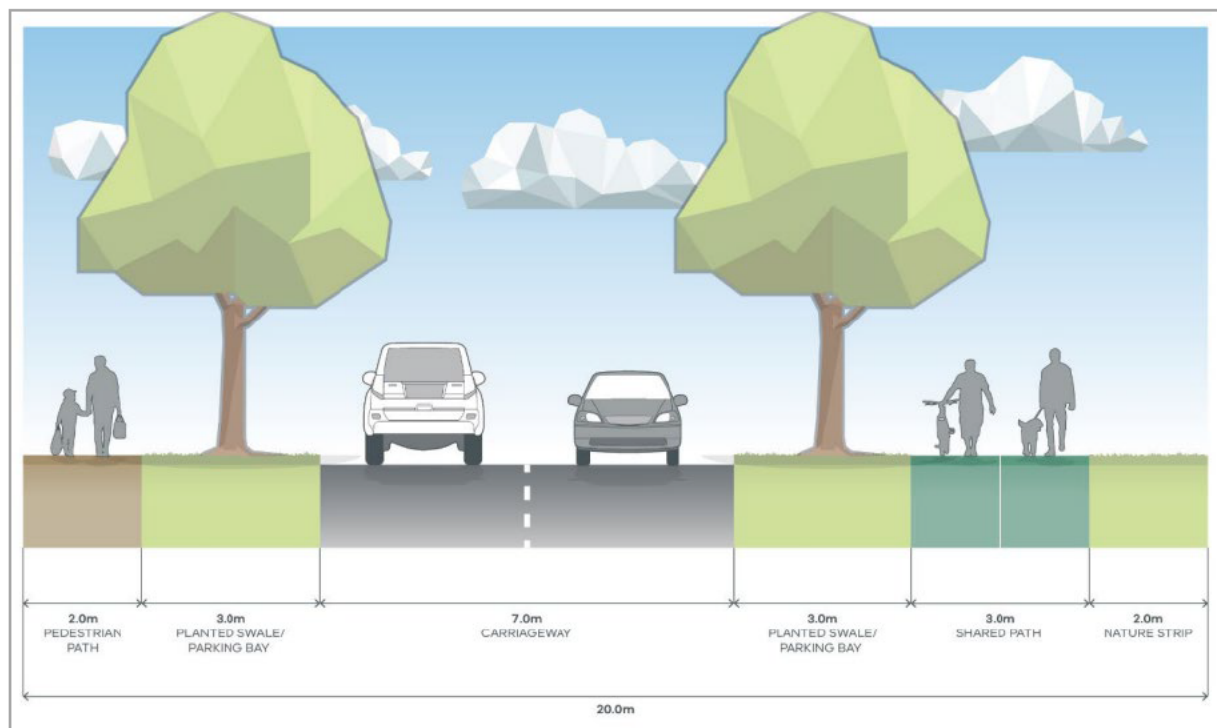 2.0m
PEDESTRIAN
PATH
3.0m
PLANTED SWALE/
PARKING BAY
7.0m
CARRIAGEWAY
3.0m
PLANTED SWALE/
PARKING BAY
3.0m
SHARED PATH
2.0m
NATURE STRIP
20.0m